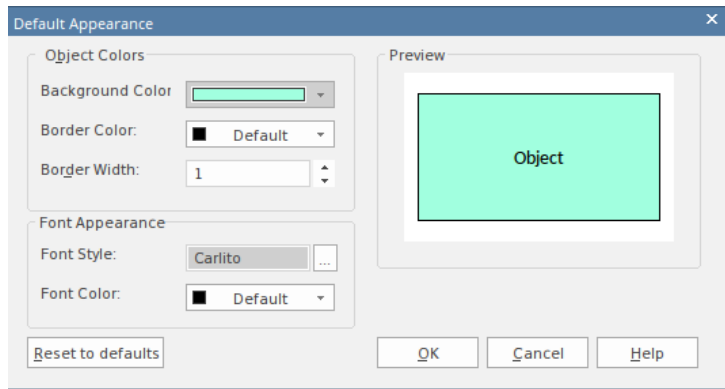 Default Appearance
Object Colors
Background Color
Border Color:
Default
Border Width:
1
Font Appearance
Font Style:
Carlito
...
Font Color:
Default
Preview
Object
Reset to defaults
OK
Cancel
Help